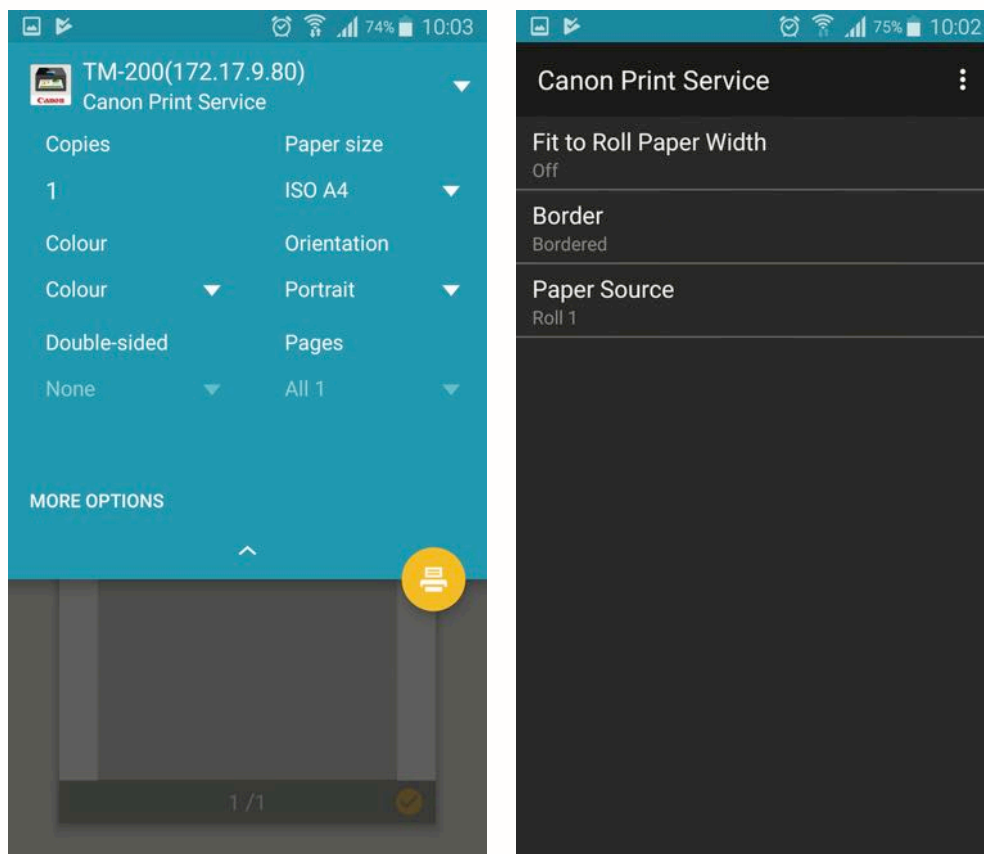 74% 10:03
TM-200(172.17.9.80)
Canon
Canon Print Service
Copies
Paper size
1
ISO A4
Colour
Orientation
Colour
Portrait
Double-sided
Pages
None
All 1
MORE OPTIONS
1 /1
75% 10:02
Canon Print Service
Fit to Roll Paper Width
Off
Border
Bordered
Paper Source
Roll 1